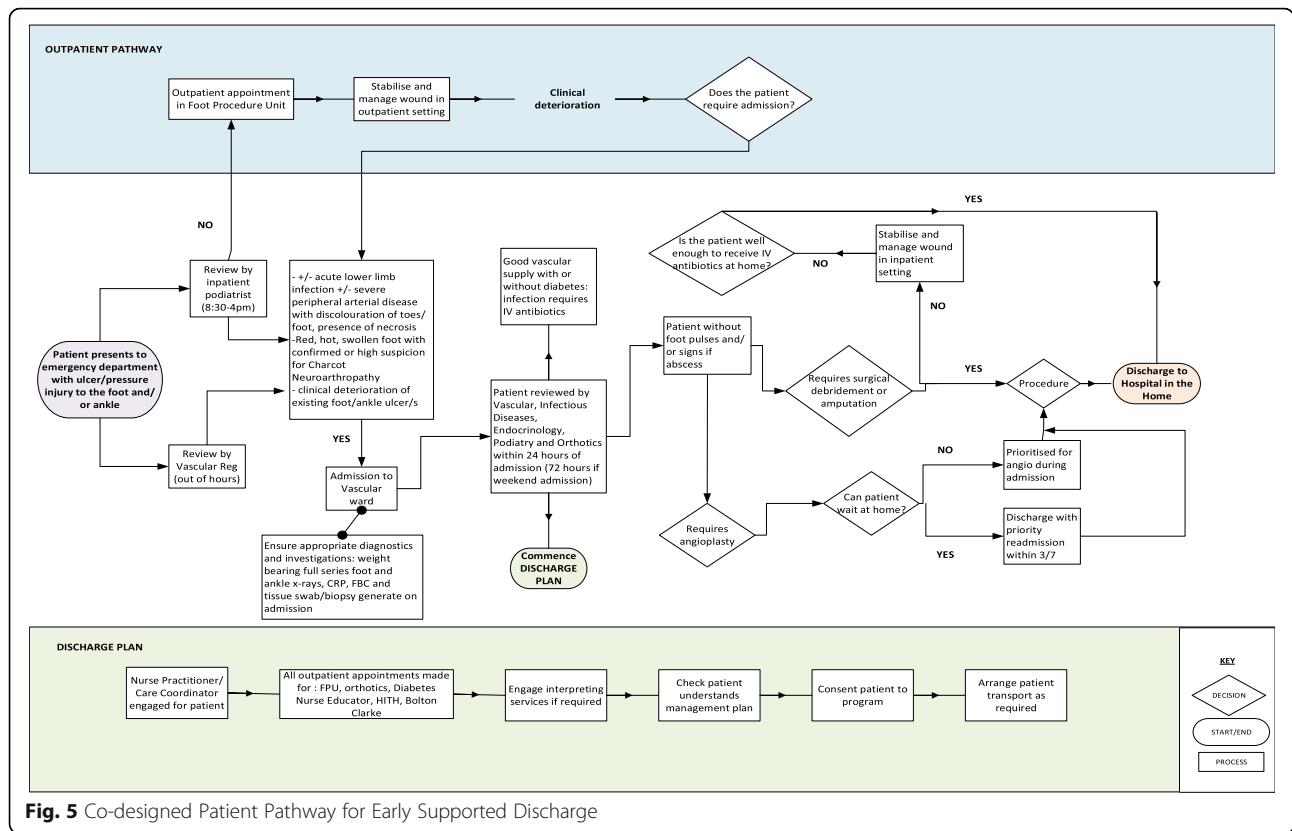 OUTPATIENT PATHWAY
Outpatient appointment
in Foot Procedure Unit
Stabilise and
manage wound in
outpatient setting
Clinical
deterioration
Does the patient
require admission?
NO
Review by
inpatient
podiatrist
(8:30-4pm)
Patient presents to
emergency department
with ulcer/pressure
injury to the foot and/
or ankle
Review by
Vascular Reg
(out of hours)
- +/- acute lower limb
infection +/- severe
peripheral arterial disease
with discolouration of toes/
foot, presence of necrosis
-Red, hot, swollen foot with
confirmed or high suspicion
for Charcot
Neuroarthropathy
- clinical deterioration of
existing foot/ankle ulcer/s
YES
Admission to
Vascular
ward
Ensure appropriate diagnostics
and investigations: weight
bearing full series foot and
ankle x-rays, CRP, FBC and
tissue swab/biopsy generate on
admission
Good vascular
supply with or
without diabetes:
infection requires
IV antibiotics
Patient reviewed by
Vascular, Infectious
Diseases,
Endocrinology,
Podiatry and Orthotics
within 24 hours of
admission (72 hours if
weekend admission)
Commence
DISCHARGE
PLAN
Patient without
foot pulses and/
or signs if
abscess
Requires
angioplasty
Requires surgical
debridement or
amputation
Can patient
wait at home?
NO
YES
Prioritised for
angio during
admission
Discharge with
priority
readmission
within 3/7
Is the patient well
enough to receive IV
antibiotics at home?
NO
Stabilise and
manage wound
in inpatient
setting
YES
NO
YES
Procedure
Discharge to
Hospital in the
Home
DISCHARGE PLAN
Nurse Practitioner/
Care Coordinator
engaged for patient
All outpatient appointments made
for : FPU, orthotics, Diabetes
Nurse Educator, HITH, Bolton
Clarke
Engage interpreting
services if required
Check patient
understands
management plan
Consent patient to
program
Arrange patient
transport as
required
KEY
DECISION
START/END
PROCESS
Fig. 5 Co-designed Patient Pathway for Early Supported Discharge